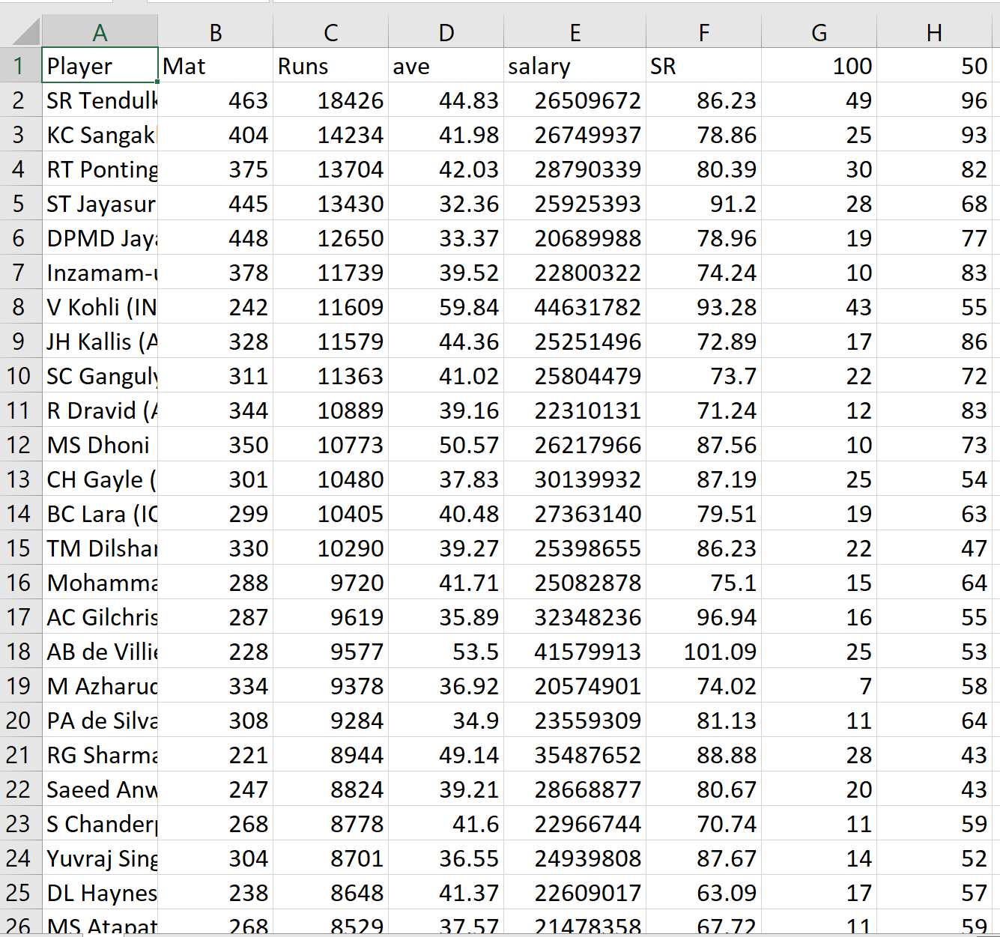 A B C D E F G H
1 Player Mat Runs ave salary SR 100 50
2 SR Tendulk 463 18426 44.83 26509672 86.23 49 96
3 KC Sangak 404 14234 41.98 26749937 78.86 25 93
4 RT Ponting 375 13704 42.03 28790339 80.39 30 82
5 ST Jayasur 445 13430 32.36 25925393 91.2 28 68
6 DPMD Jaya 448 12650 33.37 20689988 78.96 19 77
7 Inzamam-u 378 11739 39.52 22800322 74.24 10 83
8 V Kohli (IN 242 11609 59.84 44631782 93.28 43 55
9 JH Kallis (A 328 11579 44.36 25251496 72.89 17 86
10 SC Ganguly 311 11363 41.02 25804479 73.7 22 72
11 R Dravid (A 344 10889 39.16 22310131 71.24 12 83
12 MS Dhoni 350 10773 50.57 26217966 87.56 10 73
13 CH Gayle ( 301 10480 37.83 30139932 87.19 25 54
14 BC Lara (IC 299 10405 40.48 27363140 79.51 19 63
15 TM Dilshan 330 10290 39.27 25398655 86.23 22 47
16 Mohamma 288 9720 41.71 25082878 75.1 15 64
17 AC Gilchris 287 9619 35.89 32348236 96.94 16 55
18 AB de Villie 228 9577 53.5 41579913 101.09 25 53
19 M Azharud 334 9378 36.92 20574901 74.02 7 58
20 PA de Silva 308 9284 34.9 23559309 81.13 11 64
21 RG Sharma 221 8944 49.14 35487652 88.88 28 43
22 Saeed Anw 247 8824 39.21 28668877 80.67 20 43
23 S Chanderp 268 8778 41.6 22966744 70.74 11 59
24 Yuvraj Sing 304 8701 36.55 24939808 87.67 14 52
25 DL Haynes 238 8648 41.37 22609017 63.09 17 57
26 MS Atapat 268 8529 37.57 21478358 67.72 11 59